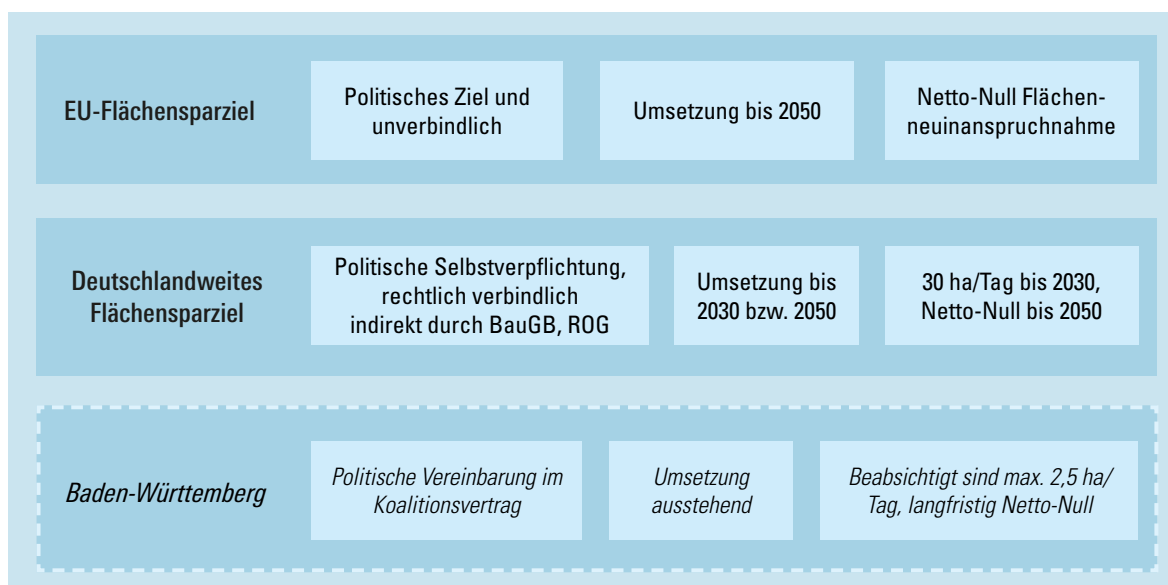 EU-Flächensparziel
Politisches Ziel und
unverbindlich
Umsetzung bis 2050
Netto-Null Flächen-
neuinanspruchnahme
Deutschlandweites
Flächensparziel
Politische Selbstverpflichtung,
rechtlich verbindlich
indirekt durch BauGB, ROG
Umsetzung bis
2030 bzw. 2050
30 ha/Tag bis 2030,
Netto-Null bis 2050
Baden-Württemberg
Politische Vereinbarung im
Koalitionsvertrag
Umsetzung
ausstehend
Beabsichtigt sind max. 2,5 ha/
Tag, langfristig Netto-Null